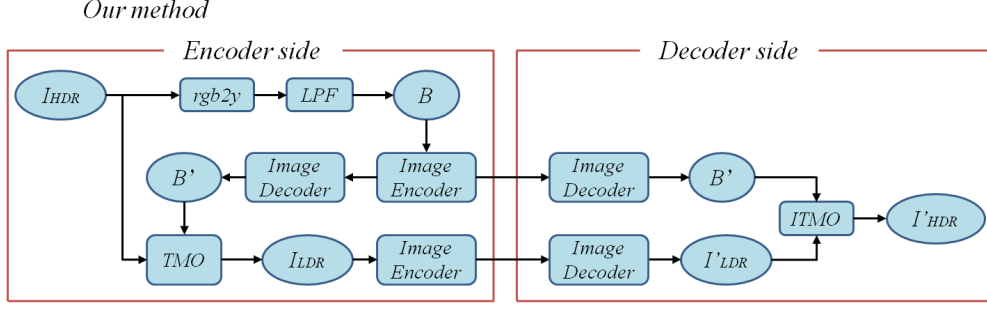 Our method
Encoder side
Decoder side
IHDR
rgb2y
LPF
B
B'
Image
Decoder
Image
Encoder
Image
Decoder
B'
ITMO
I'HDR
TMO
ILDR
Image
Encoder
Image
Decoder
I'LDR